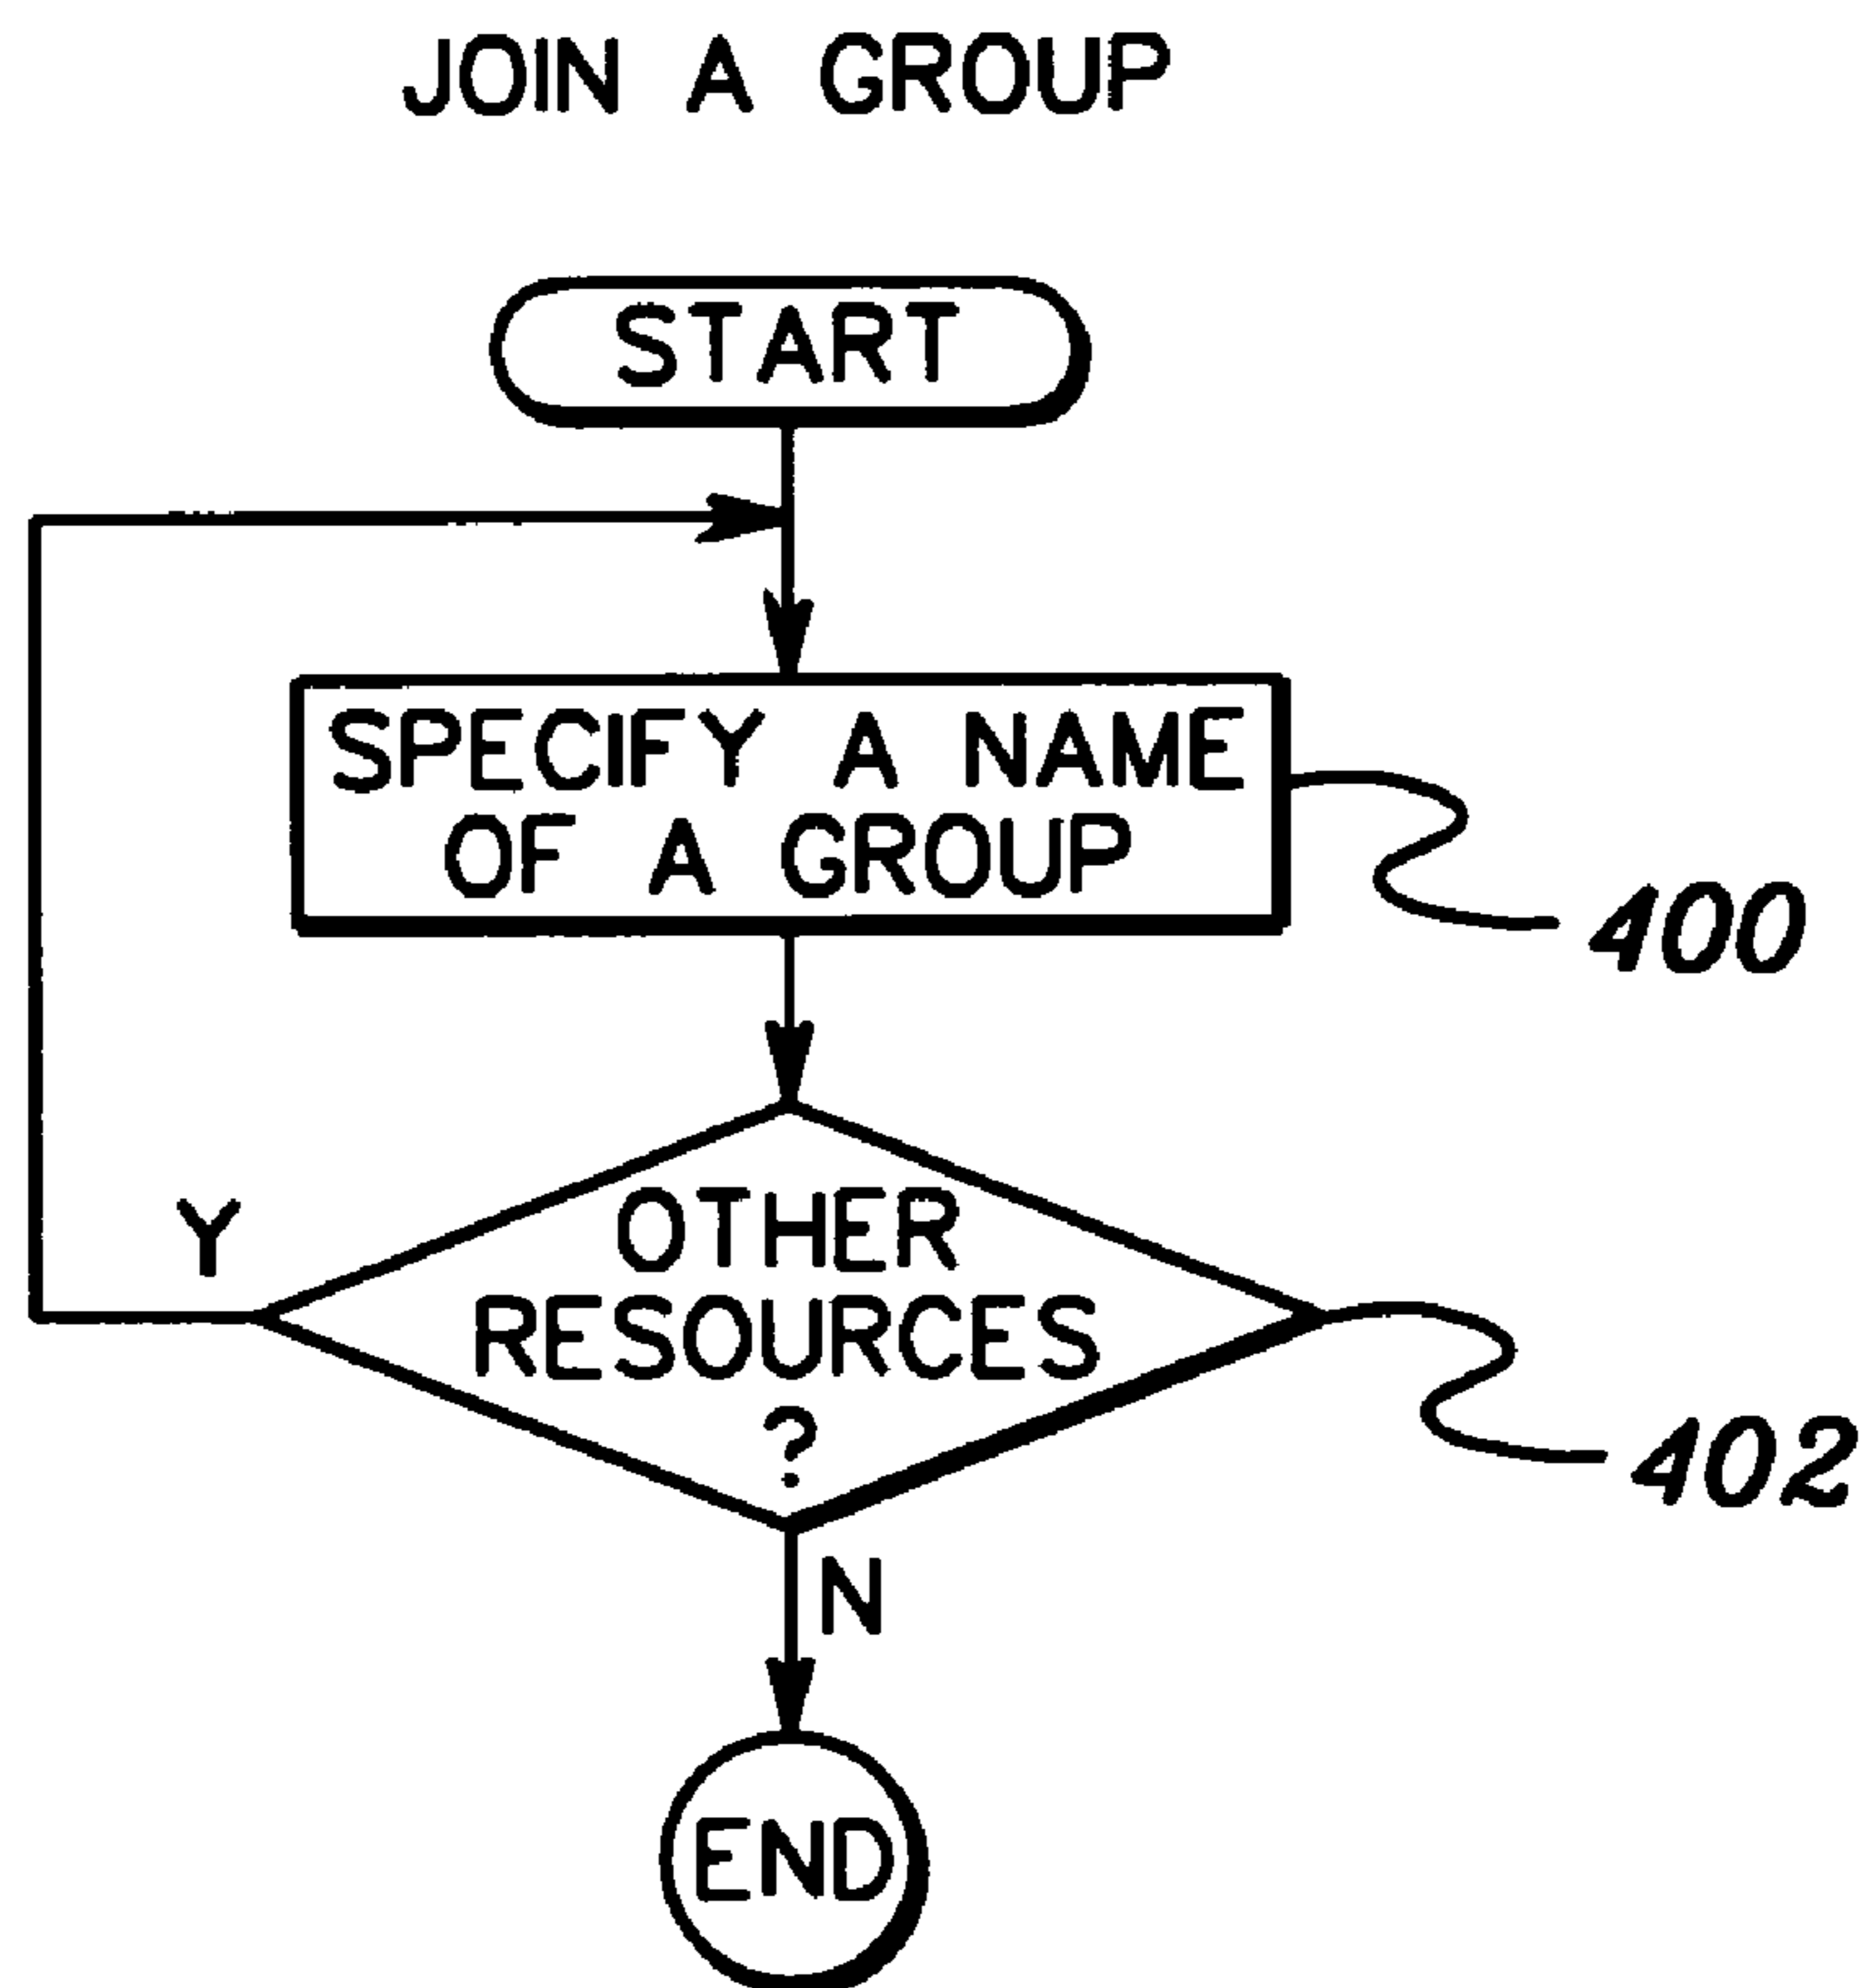 JOIN A GROUP
START
SPECIFY A NAME
OF A GROUP
400
OTHER
RESOURCES
?
402
Y
N
END